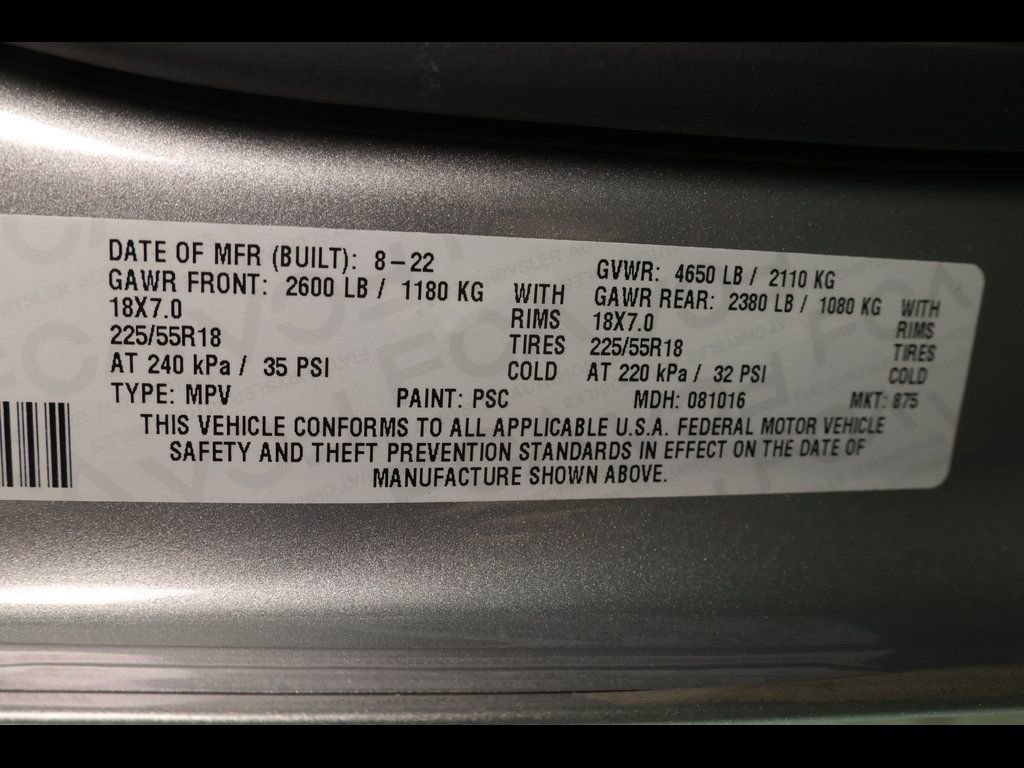 DATE OF MFR (BUILT): 8-22 GVWR: 4650 LB / 2110 KG
GAWR FRONT: 2600 LB / 1180 KG WITH GAWR REAR: 2380 LB / 1080 KG WITH
18X7.0 RIMS 18X7.0 RIMS
225/55R18 TIRES 225/55R18 TIRES
AT 240 kPa / 35 PSI COLD AT 220 kPa / 32 PSI COLD
TYPE: MPV PAINT: PSC MDH: 081016 MKT: 875
THIS VEHICLE CONFORMS TO ALL APPLICABLE U.S.A. FEDERAL MOTOR VEHICLE
SAFETY AND THEFT PREVENTION STANDARDS IN EFFECT ON THE DATE OF
MANUFACTURE SHOWN ABOVE.